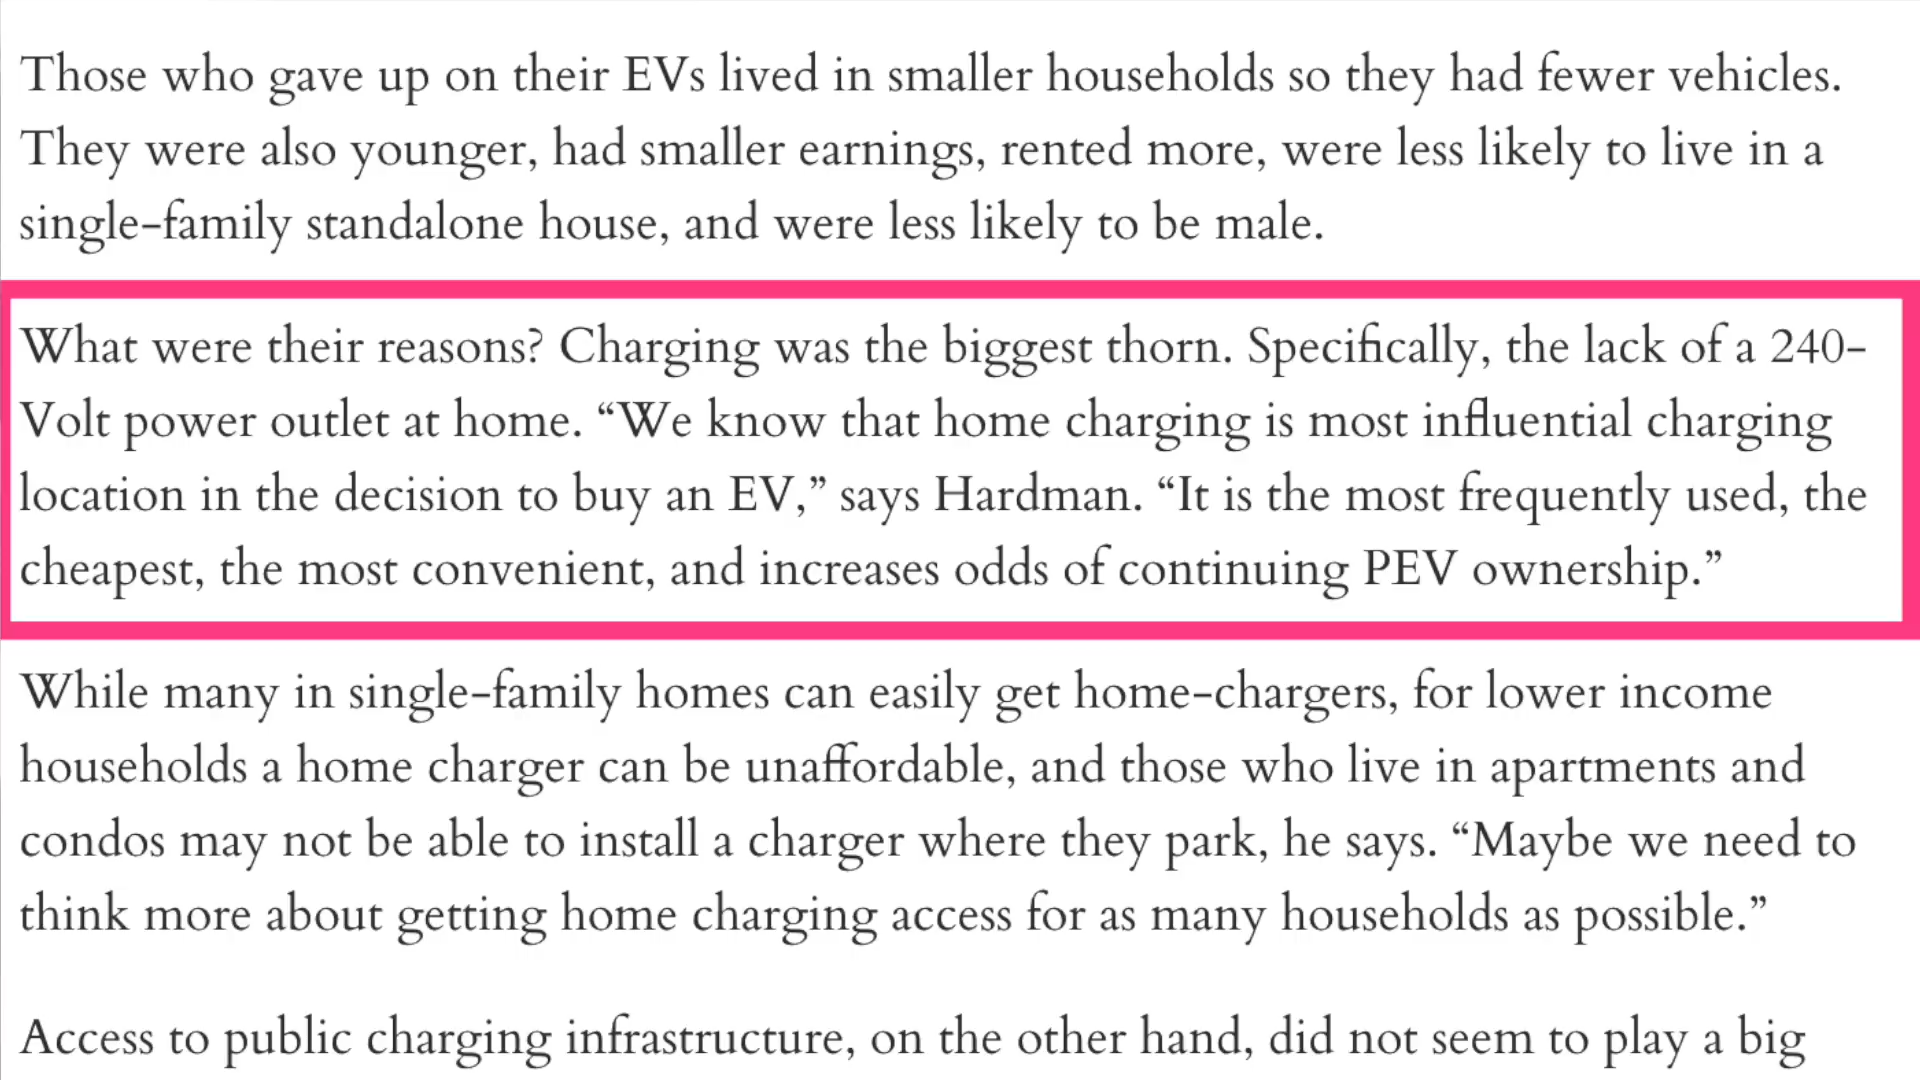 Those who gave up on their EVs lived in smaller households so they had fewer vehicles.
They were also younger, had smaller earnings, rented more, were less likely to live in a
single-family standalone house, and were less likely to be male.
What were their reasons? Charging was the biggest thorn. Specifically, the lack of a 240-
Volt power outlet at home. “We know that home charging is most influential charging
location in the decision to buy an EV,” says Hardman. “It is the most frequently used, the
cheapest, the most convenient, and increases odds of continuing PEV ownership.”
While many in single-family homes can easily get home-chargers, for lower income
households a home charger can be unaffordable, and those who live in apartments and
condos may not be able to install a charger where they park, he says. “Maybe we need to
think more about getting home charging access for as many households as possible.”
Access to public charging infrastructure, on the other hand, did not seem to play a big